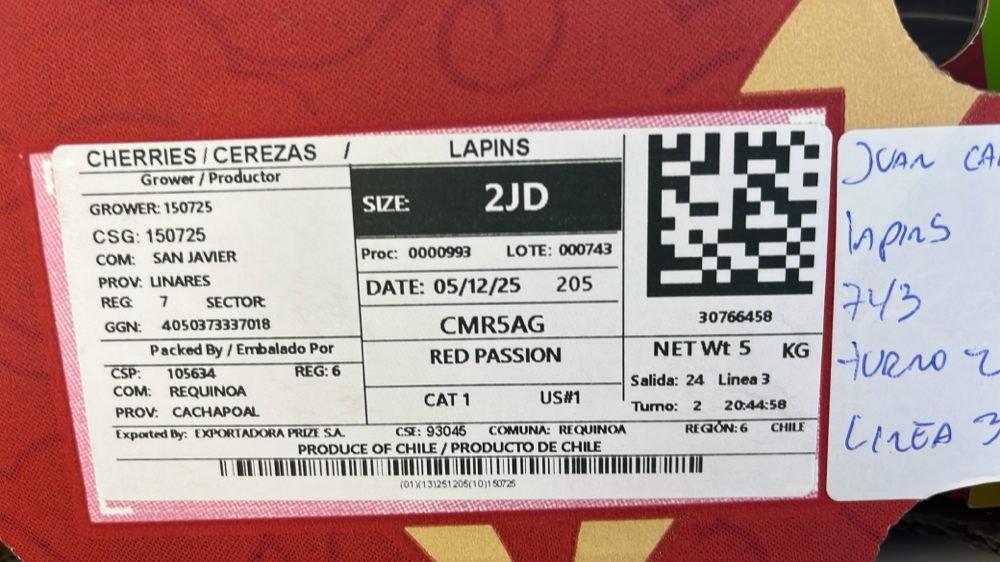 CHERRIES / CEREZAS / LAPINS
Grower / Productor
GROWER: 150725
CSG: 150725
COM: SAN JAVIER
PROV: LINARES
REG: 7 SECTOR:
GGN: 4050373337018
Packed By / Embalado Por
CSP: 105634 REG: 6
COM: REQUINOA
PROV: CACHAPOAL
SIZE: 2JD
Proc: 0000993 LOTE: 000743
DATE: 05/12/25 205
CMR5AG
RED PASSION
CAT 1 US#1
30766458
NET Wt 5 KG
Salida: 24 Linea 3
Turno: 2 20:44:58
Exported By: EXPORTADORA PRIZE S.A. CSE: 93045 COMUNA: REQUINOA REGIÓN: 6 CHILE
PRODUCE OF CHILE / PRODUCTO DE CHILE
(01)(13)251205(10)150725
JUAN
lapins
743
turno 2
LINEA 3